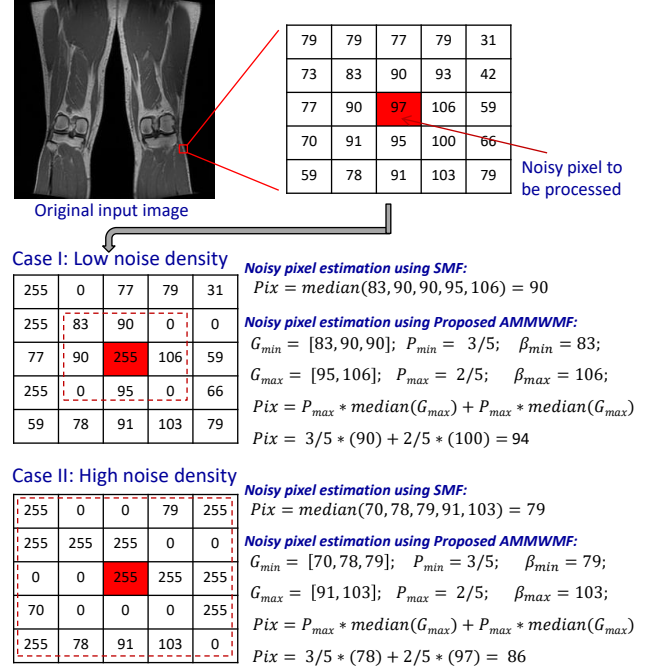 79 79 77 79 31
73 83 90 93 42
77 90 97 106 59
70 91 95 100 66
59 78 91 103 79
Noisy pixel to
be processed
Original input image
Case I: Low noise density
255 0 77 79 31
255 83 90 0 0
77 90 255 106 59
255 0 95 0 66
59 78 91 103 79
Noisy pixel estimation using SMF:
Pix = median(83, 90, 90, 95, 106) = 90
Noisy pixel estimation using Proposed AMMWMF:
G_min = [83, 90, 90]; P_min = 3/5; β_min = 83;
G_max = [95, 106]; P_max = 2/5; β_max = 106;
Pix = P_max * median(G_max) + P_max * median(G_max)
Pix = 3/5 * (90) + 2/5 * (100) = 94
Case II: High noise density
255 0 0 79 255
255 255 255 0 0
0 0 255 255 255
70 0 0 0 255
255 78 91 103 0
Noisy pixel estimation using SMF:
Pix = median(70, 78, 79, 91, 103) = 79
Noisy pixel estimation using Proposed AMMWMF:
G_min = [70, 78, 79]; P_min = 3/5; β_min = 79;
G_max = [91, 103]; P_max = 2/5; β_max = 103;
Pix = P_max * median(G_max) + P_max * median(G_max)
Pix = 3/5 * (78) + 2/5 * (97) = 86